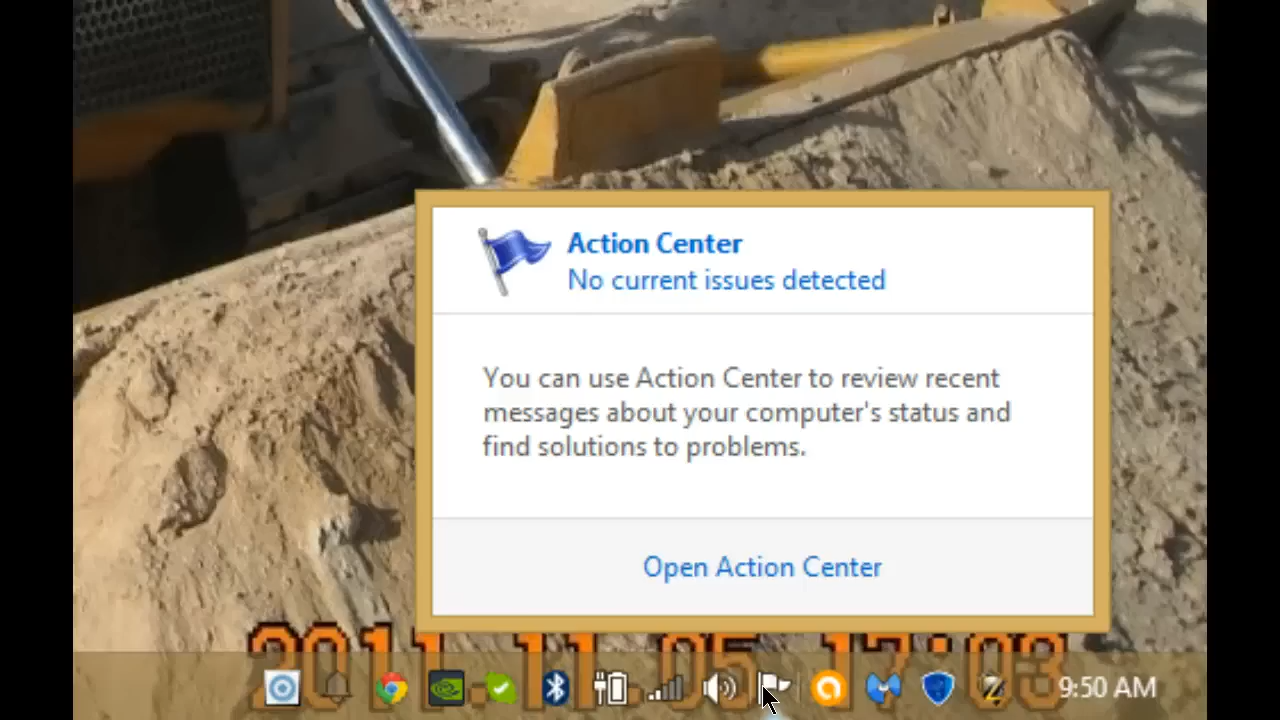 Action Center
No current issues detected
You can use Action Center to review recent
messages about your computer's status and
find solutions to problems.
Open Action Center
2011.11.05 17:03
9:50 AM